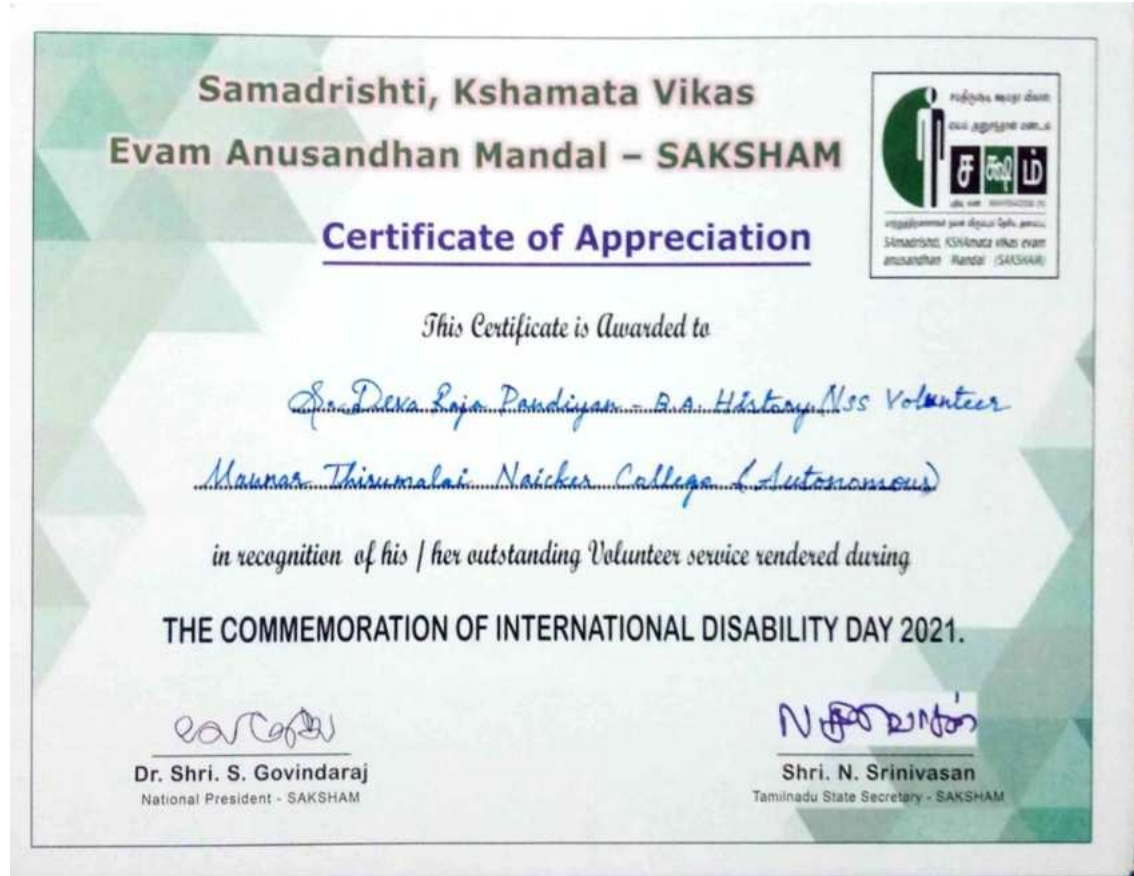 Samadrishti, Kshamata Vikas
Evam Anusandhan Mandal – SAKSHAM
சக்ஷம்
SAmadrishti, KSHAmata vikas evam
anusandhan Mandal (SAKSHAM)
Certificate of Appreciation
This Certificate is Awarded to
Deva Raja Pandiyan - B.A. History Nss Volunteer
Mannar Thirumalai Naicker College (Autonomous)
in recognition of his / her outstanding Volunteer service rendered during
THE COMMEMORATION OF INTERNATIONAL DISABILITY DAY 2021.
Dr. Shri. S. Govindaraj
National President - SAKSHAM
Shri. N. Srinivasan
Tamilnadu State Secretary - SAKSHAM